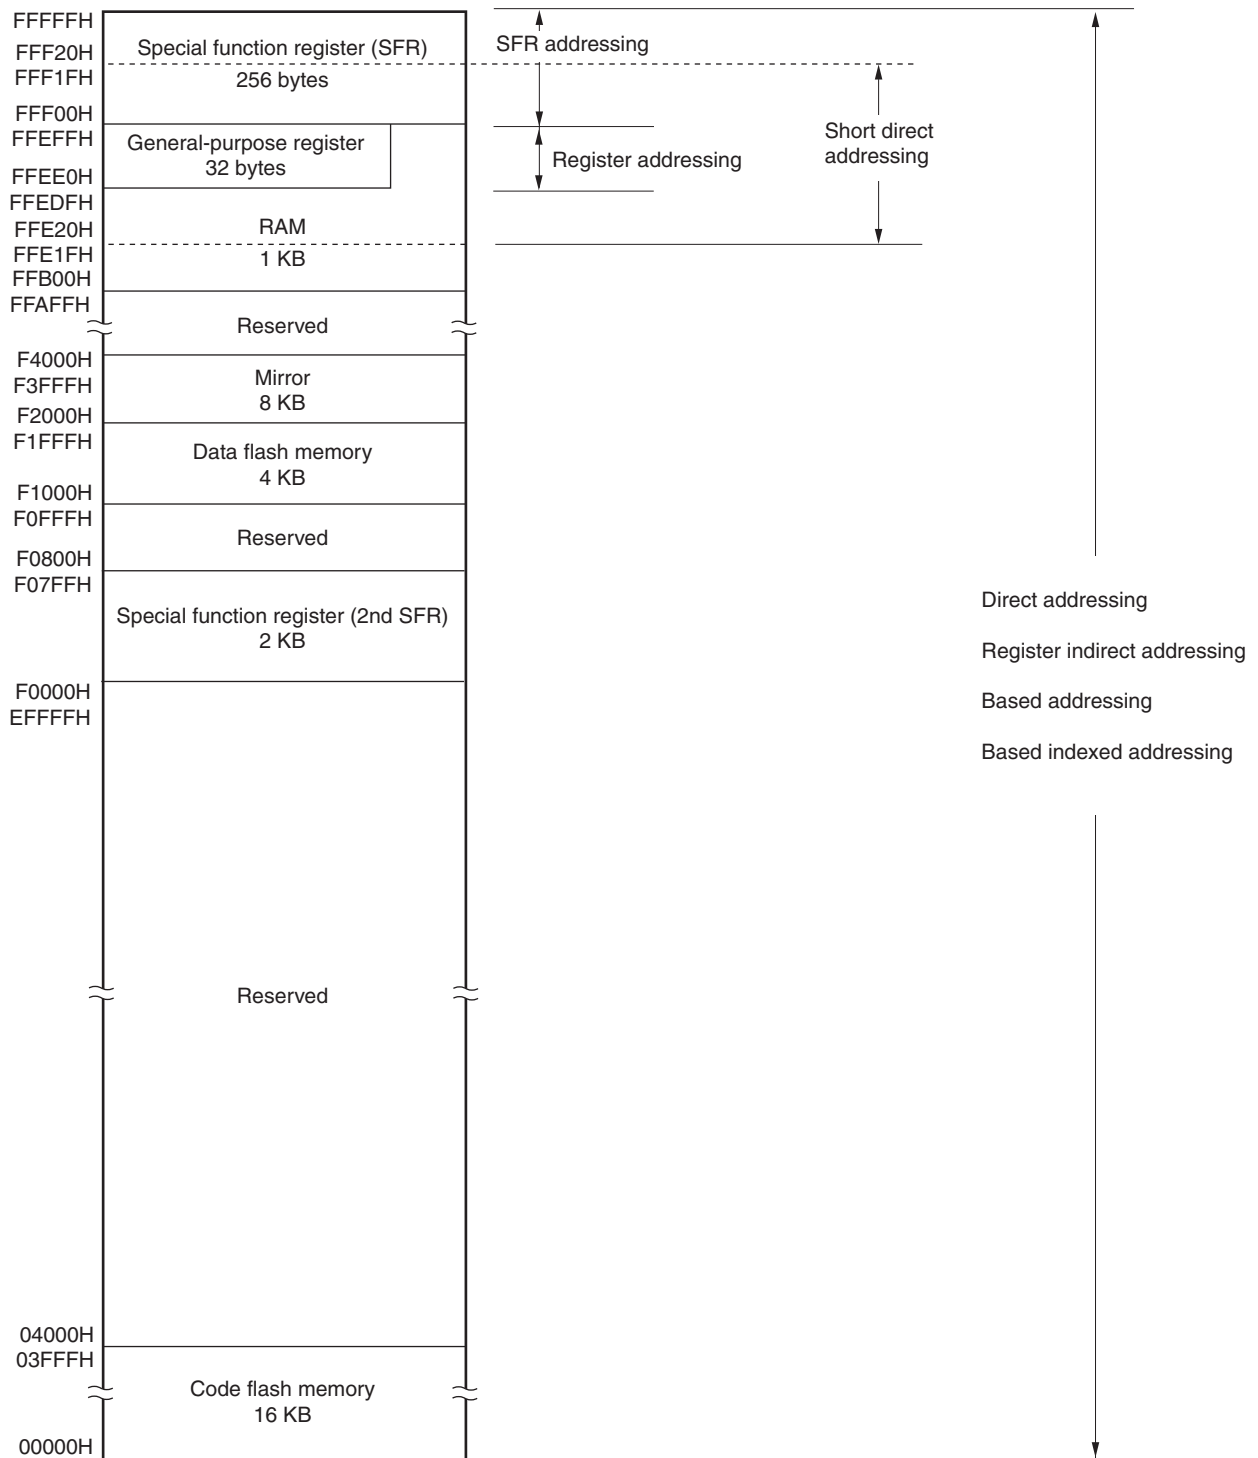 FFFFFH
FFF20H
FFF1FH
FFF00H
FFEFFH
FFEE0H
FFEDFH
FFE20H
FFE1FH
FFB00H
FFAFFH
F4000H
F3FFFH
F2000H
F1FFFH
F1000H
F0FFFH
F0800H
F07FFH
F0000H
EFFFFH
04000H
03FFFH
00000H
Special function register (SFR)
256 bytes
General-purpose register
32 bytes
RAM
1 KB
Reserved
Mirror
8 KB
Data flash memory
4 KB
Reserved
Special function register (2nd SFR)
2 KB
Reserved
Code flash memory
16 KB
SFR addressing
Register addressing
Short direct
addressing
Direct addressing
Register indirect addressing
Based addressing
Based indexed addressing